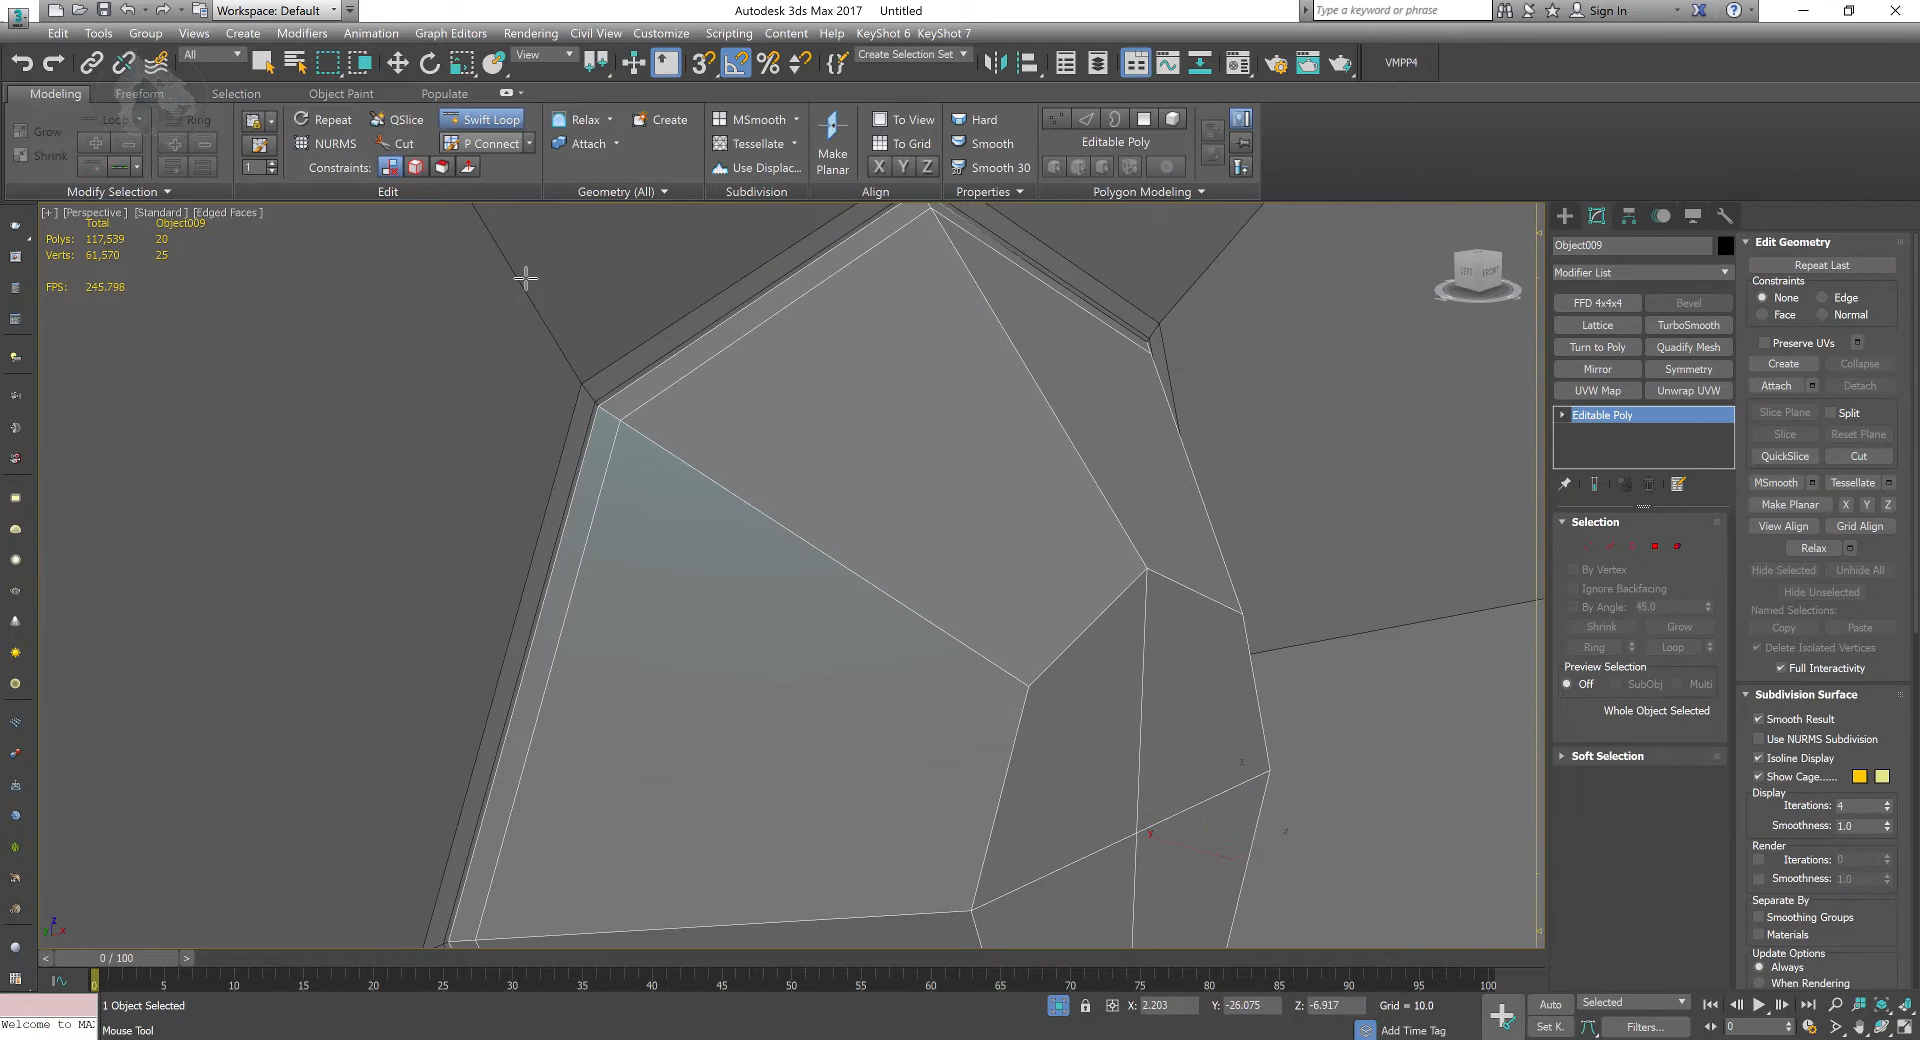 Workspace: Default
Autodesk 3ds Max 2017 Untitled
Type a keyword or phrase
Sign In
Edit Tools Group Views Create Modifiers Animation Graph Editors Rendering Civil View Customize Scripting Content Help KeyShot 6 KeyShot 7
All
View
Create Selection Set
VMPP4
Modeling Freeform Selection Object Paint Populate
Grow Loop Ring
Shrink
Repeat QSlice Swift Loop
NURMS Cut P Connect
1 Constraints:
Relax Create
Attach
MSmooth
Tessellate
Use Displac...
Make Planar
To View
To Grid
X Y Z
Hard
Smooth
Smooth 30
Editable Poly
Modify Selection Edit Geometry (All) Subdivision Align Properties Polygon Modeling
[+] [Perspective] [Standard] [Edged Faces]
Total Object009
Polys: 117,539 20
Verts: 61,570 25
FPS: 245.798
LEFT FRONT
z
y
z
x
z
y
x
Object009
Modifier List
FFD 4x4x4 Bevel
Lattice TurboSmooth
Turn to Poly Quadify Mesh
Mirror Symmetry
UVW Map Unwrap UVW
Editable Poly
Selection
By Vertex
Ignore Backfacing
By Angle: 45.0
Shrink Grow
Ring Loop
Preview Selection
Off SubObj Multi
Whole Object Selected
Soft Selection
Edit Geometry
Repeat Last
Constraints
None Edge
Face Normal
Preserve UVs
Create Collapse
Attach Detach
Slice Plane Split
Slice Reset Plane
QuickSlice Cut
MSmooth Tessellate
Make Planar X Y Z
View Align Grid Align
Relax
Hide Selected Unhide All
Hide Unselected
Named Selections:
Copy Paste
Delete Isolated Vertices
Full Interactivity
Subdivision Surface
Smooth Result
Use NURMS Subdivision
Isoline Display
Show Cage......
Display
Iterations: 4
Smoothness: 1.0
Render
Iterations: 0
Smoothness: 1.0
Separate By
Smoothing Groups
Materials
Update Options
Always
When Rendering
0 / 100
0 5 10 15 20 25 30 35 40 45 50 55 60 65 70 75 80 85 90 95 100
1 Object Selected
X: 2.203 Y: -26.075 Z: -6.917 Grid = 10.0
Auto Selected
Welcome to MAX
Mouse Tool
Add Time Tag
Set K. Filters... 0